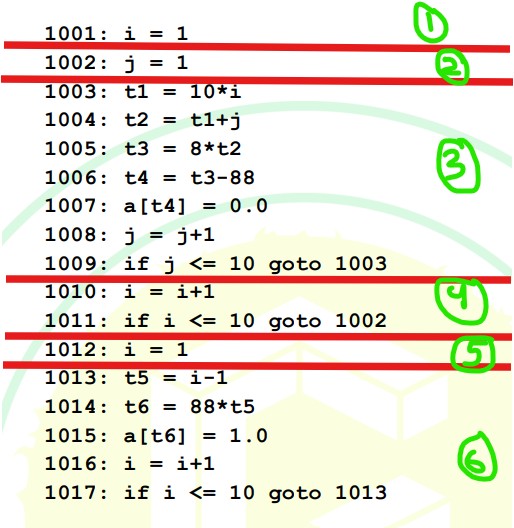 1001: i = 1 1
1002: j = 1 2
1003: t1 = 10*i
1004: t2 = t1+j
1005: t3 = 8*t2 3
1006: t4 = t3-88
1007: a[t4] = 0.0
1008: j = j+1
1009: if j <= 10 goto 1003
1010: i = i+1 4
1011: if i <= 10 goto 1002
1012: i = 1 5
1013: t5 = i-1
1014: t6 = 88*t5
1015: a[t6] = 1.0
1016: i = i+1 6
1017: if i <= 10 goto 1013